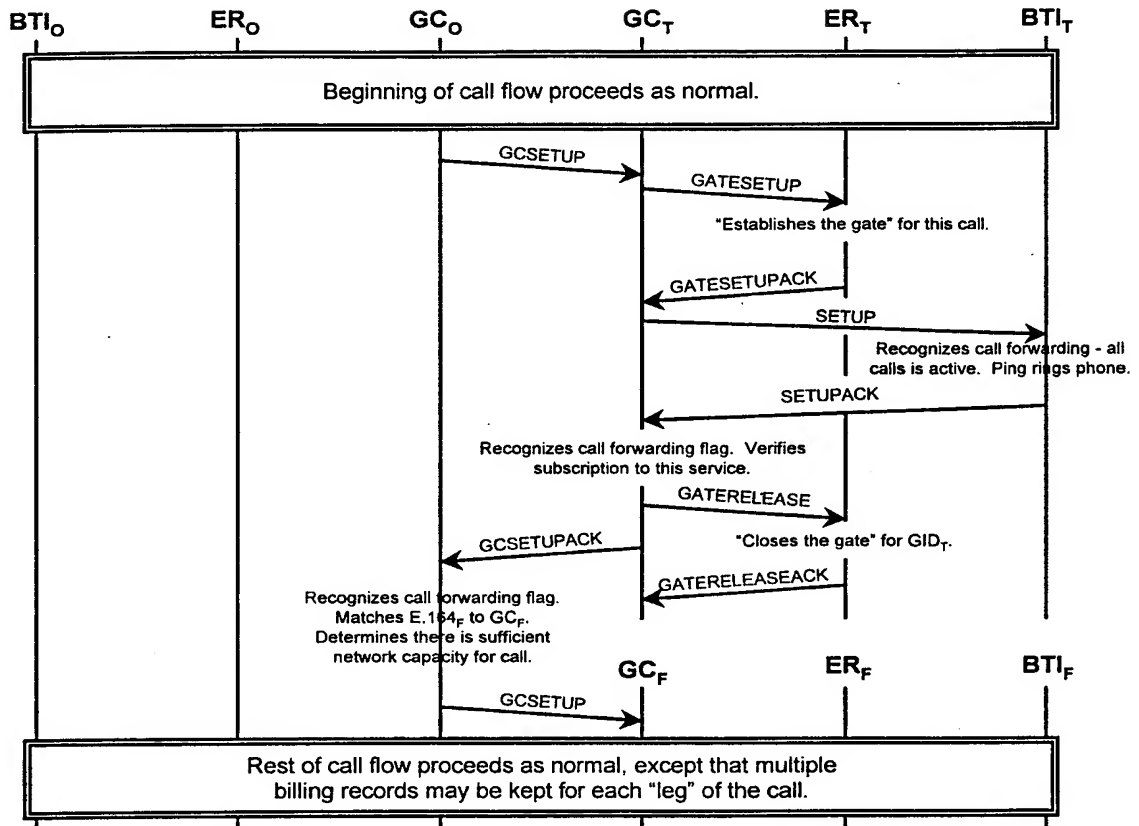 BTIO ERO GCO GCT ERT BTIT
Beginning of call flow proceeds as normal.
GCSETUP
GATESETUP
"Establishes the gate" for this call.
GATESETUPACK
SETUP
Recognizes call forwarding - all
calls is active. Ping rings phone.
SETUPACK
Recognizes call forwarding flag. Verifies
subscription to this service.
GATERELEASE
GCSETUPACK
"Closes the gate" for GIDT.
GATERELEASEACK
Recognizes call forwarding flag.
Matches E.164F to GCF.
Determines there is sufficient
network capacity for call.
GCF ERF BTIF
GCSETUP
Rest of call flow proceeds as normal, except that multiple
billing records may be kept for each "leg" of the call.